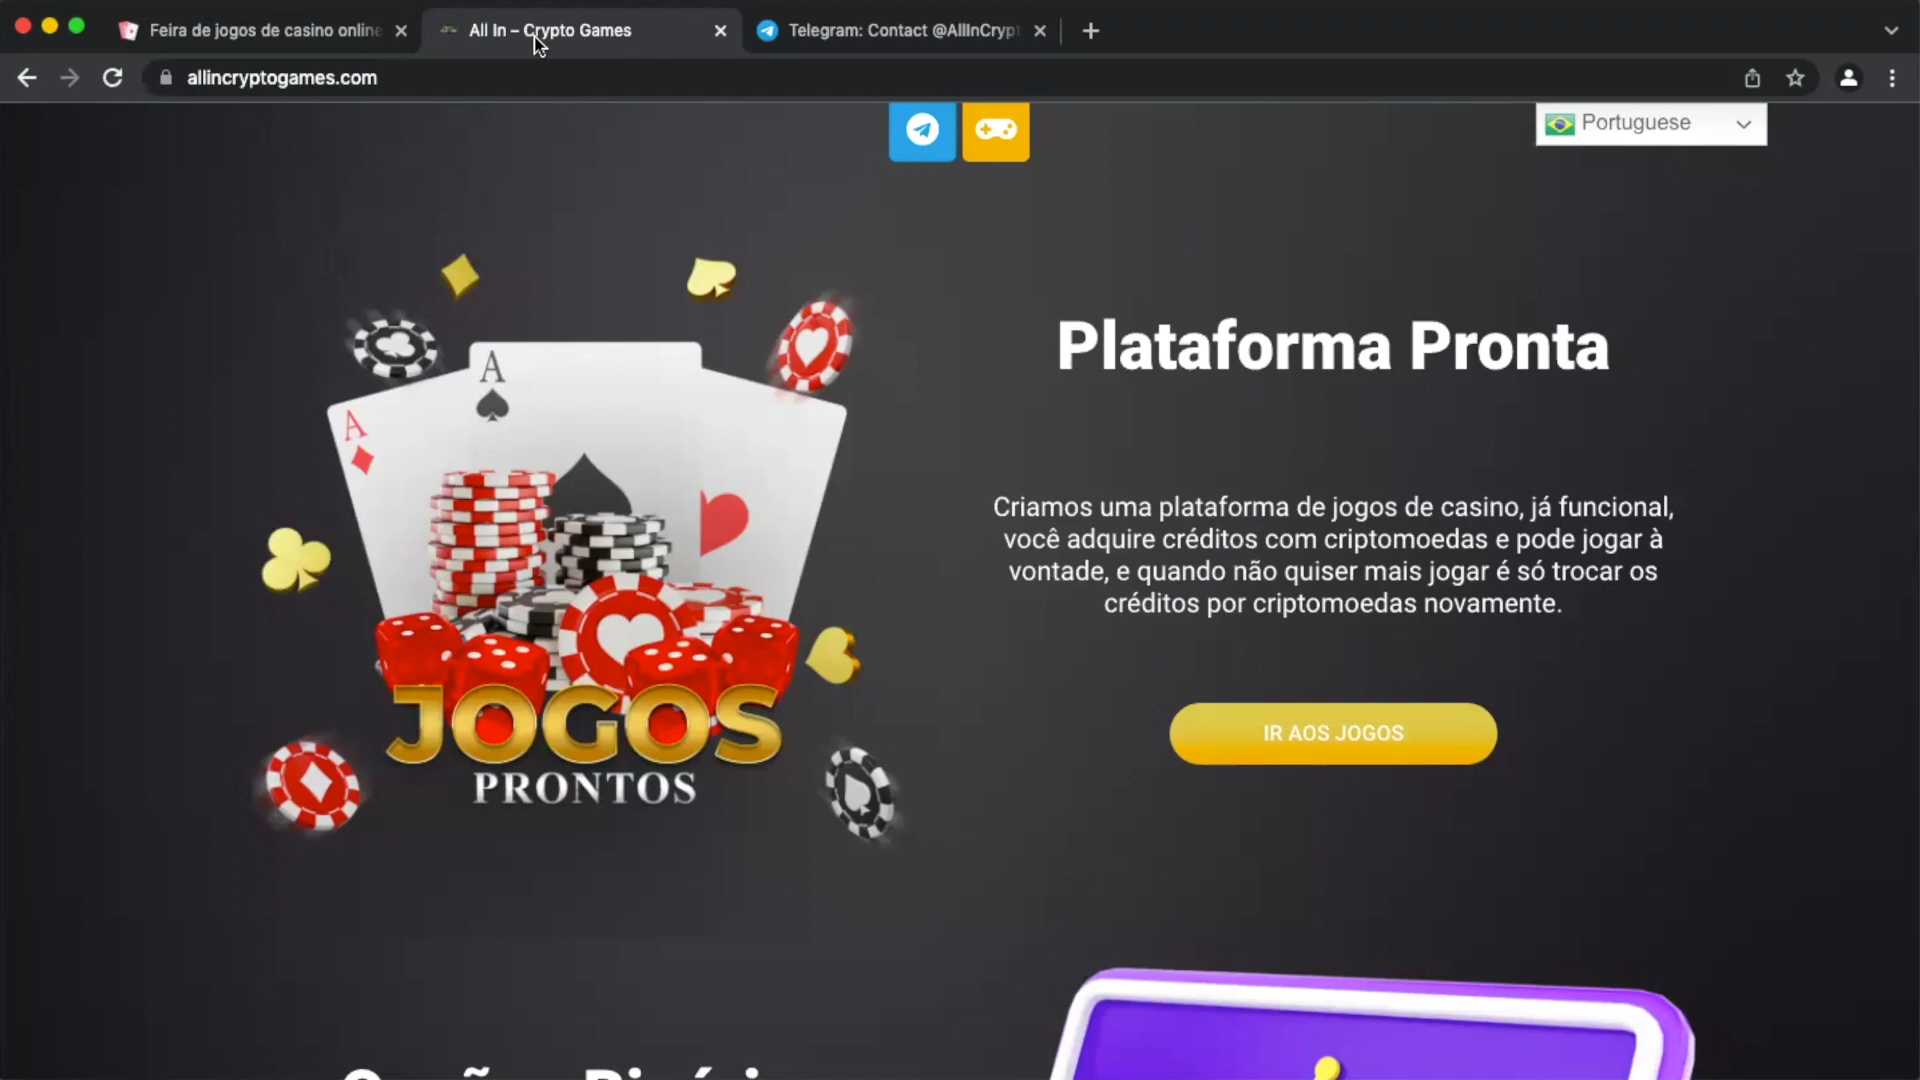 Feira de jogos de casino online
All In – Crypto Games
Telegram: Contact @AllInCrypt
allincryptogames.com
Portuguese
A
A
Plataforma Pronta
Criamos uma plataforma de jogos de casino, já funcional,
você adquire créditos com criptomoedas e pode jogar à
vontade, e quando não quiser mais jogar é só trocar os
créditos por criptomoedas novamente.
IR AOS JOGOS
JOGOS
PRONTOS